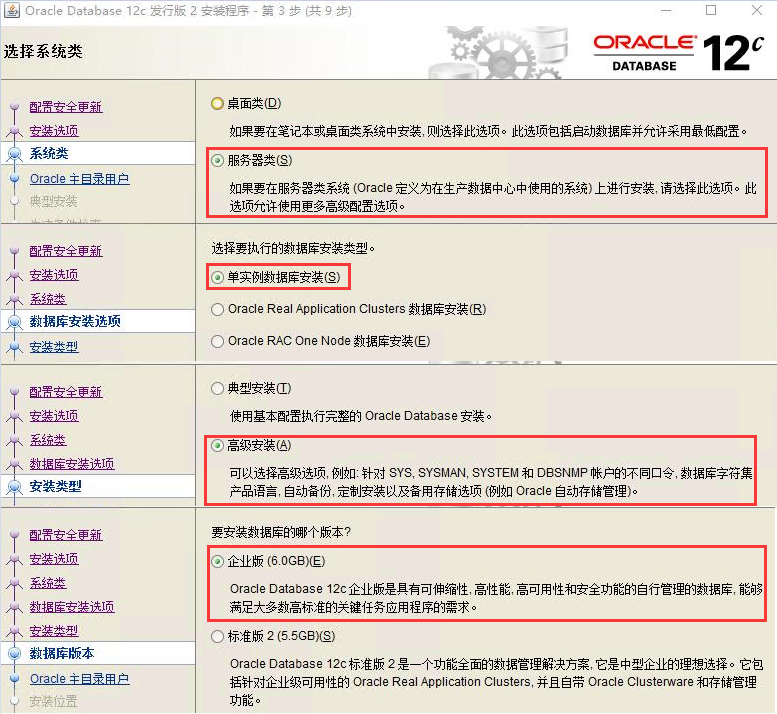 Oracle Database 12c 发行版 2 安装程序 - 第 3 步 (共 9 步)
选择系统类
ORACLE
DATABASE
12c
配置安全更新
安装选项
系统类
Oracle 主目录用户
典型安装
桌面类(D)
如果要在笔记本或桌面类系统中安装, 则选择此选项。此选项包括启动数据库并允许采用最低配置。
服务器类(S)
如果要在服务器类系统 (Oracle 定义为在生产数据中心中使用的系统) 上进行安装, 请选择此选项。此
选项允许使用更多高级配置选项。
配置安全更新
安装选项
系统类
数据库安装选项
安装类型
选择要执行的数据库安装类型。
单实例数据库安装(S)
Oracle Real Application Clusters 数据库安装(R)
Oracle RAC One Node 数据库安装(E)
配置安全更新
安装选项
系统类
数据库安装选项
安装类型
典型安装(T)
使用基本配置执行完整的 Oracle Database 安装。
高级安装(A)
可以选择高级选项, 例如: 针对 SYS, SYSMAN, SYSTEM 和 DBSNMP 帐户的不同口令, 数据库字符集
产品语言, 自动备份, 定制安装以及备用存储选项 (例如 Oracle 自动存储管理)。
配置安全更新
安装选项
系统类
数据库安装选项
安装类型
数据库版本
Oracle 主目录用户
安装位置
要安装数据库的哪个版本?
企业版 (6.0GB)(E)
Oracle Database 12c 企业版是具有可伸缩性, 高性能, 高可用性和安全功能的自行管理的数据库, 能够
满足大多数高标准的关键任务应用程序的需求。
标准版 2 (5.5GB)(S)
Oracle Database 12c 标准版 2 是一个功能全面的数据管理解决方案, 它是中型企业的理想选择。它包
括针对企业级可用性的 Oracle Real Application Clusters, 并且自带 Oracle Clusterware 和存储管理
功能。